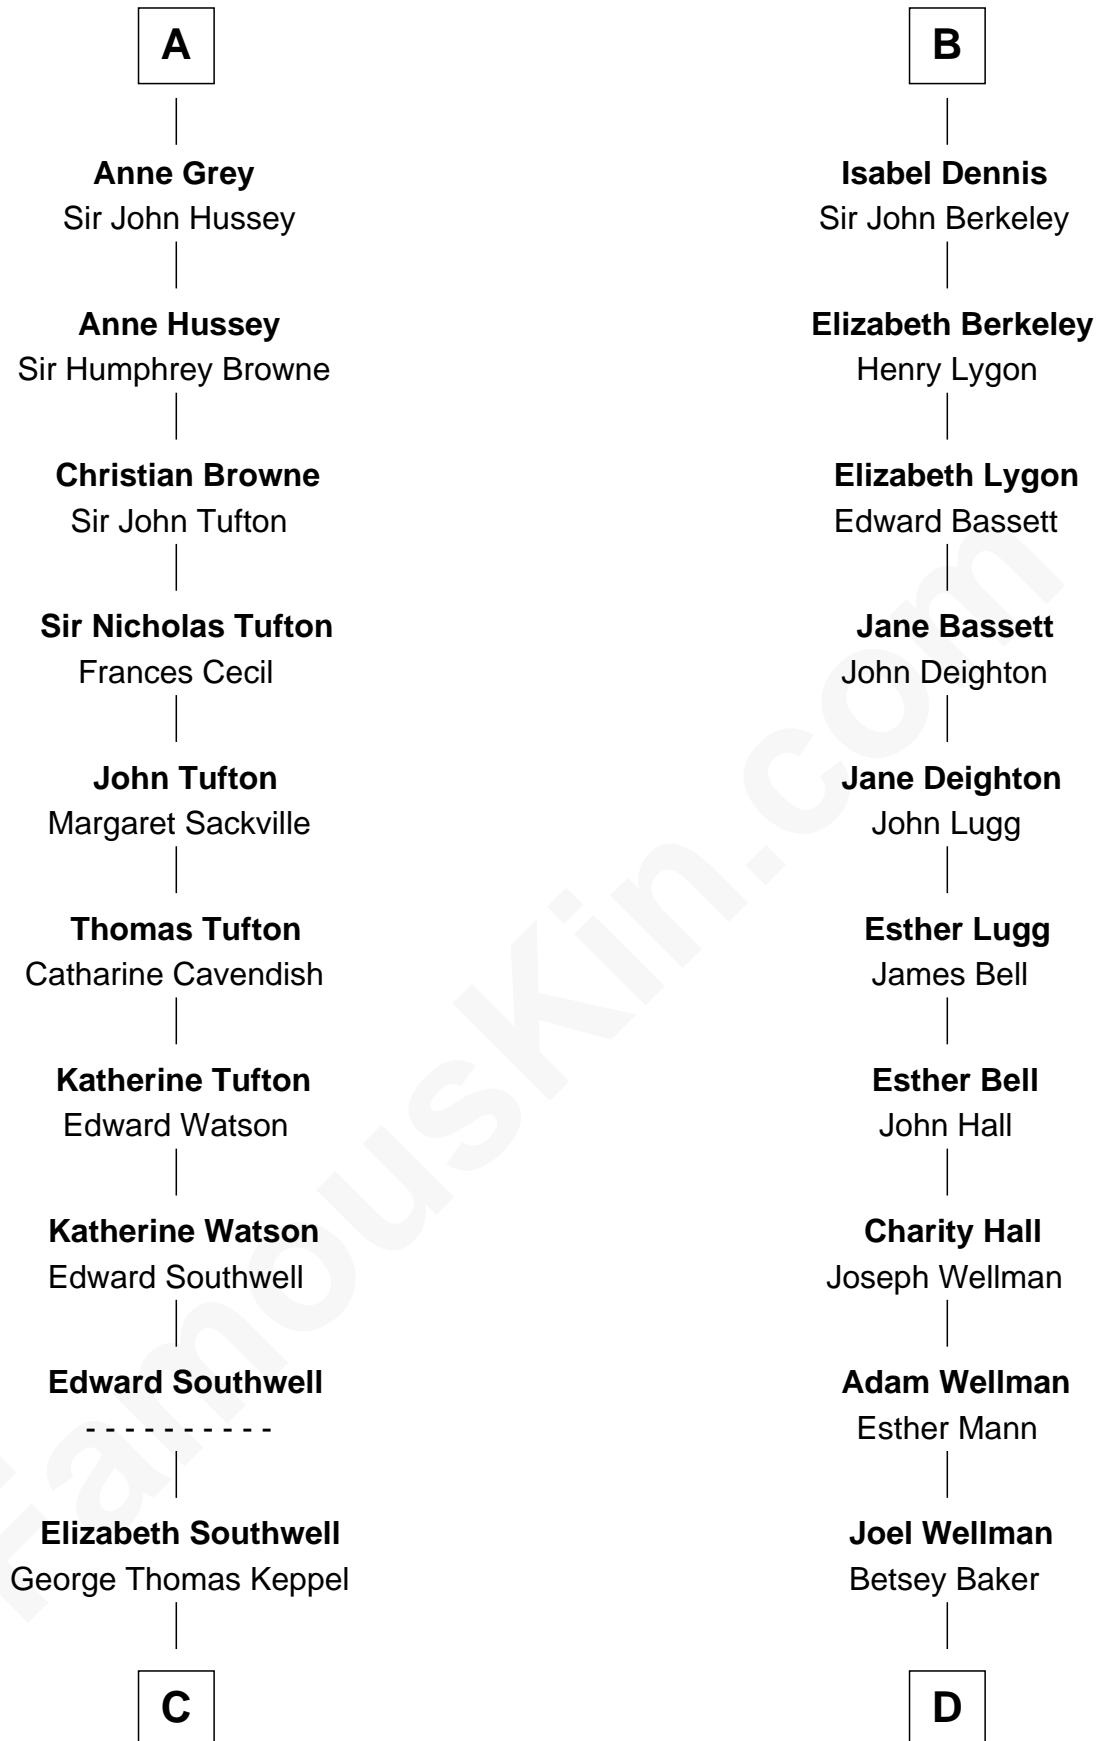 A
Anne Grey
Sir John Hussey
Anne Hussey
Sir Humphrey Browne
Christian Browne
Sir John Tufton
Sir Nicholas Tufton
Frances Cecil
John Tufton
Margaret Sackville
Thomas Tufton
Catharine Cavendish
Katherine Tufton
Edward Watson
Katherine Watson
Edward Southwell
Edward Southwell
- - - - - - - - - -
Elizabeth Southwell
George Thomas Keppel
C
B
Isabel Dennis
Sir John Berkeley
Elizabeth Berkeley
Henry Lygon
Elizabeth Lygon
Edward Bassett
Jane Bassett
John Deighton
Jane Deighton
John Lugg
Esther Lugg
James Bell
Esther Bell
John Hall
Charity Hall
Joseph Wellman
Adam Wellman
Esther Mann
Joel Wellman
Betsey Baker
D
FamousKin.com